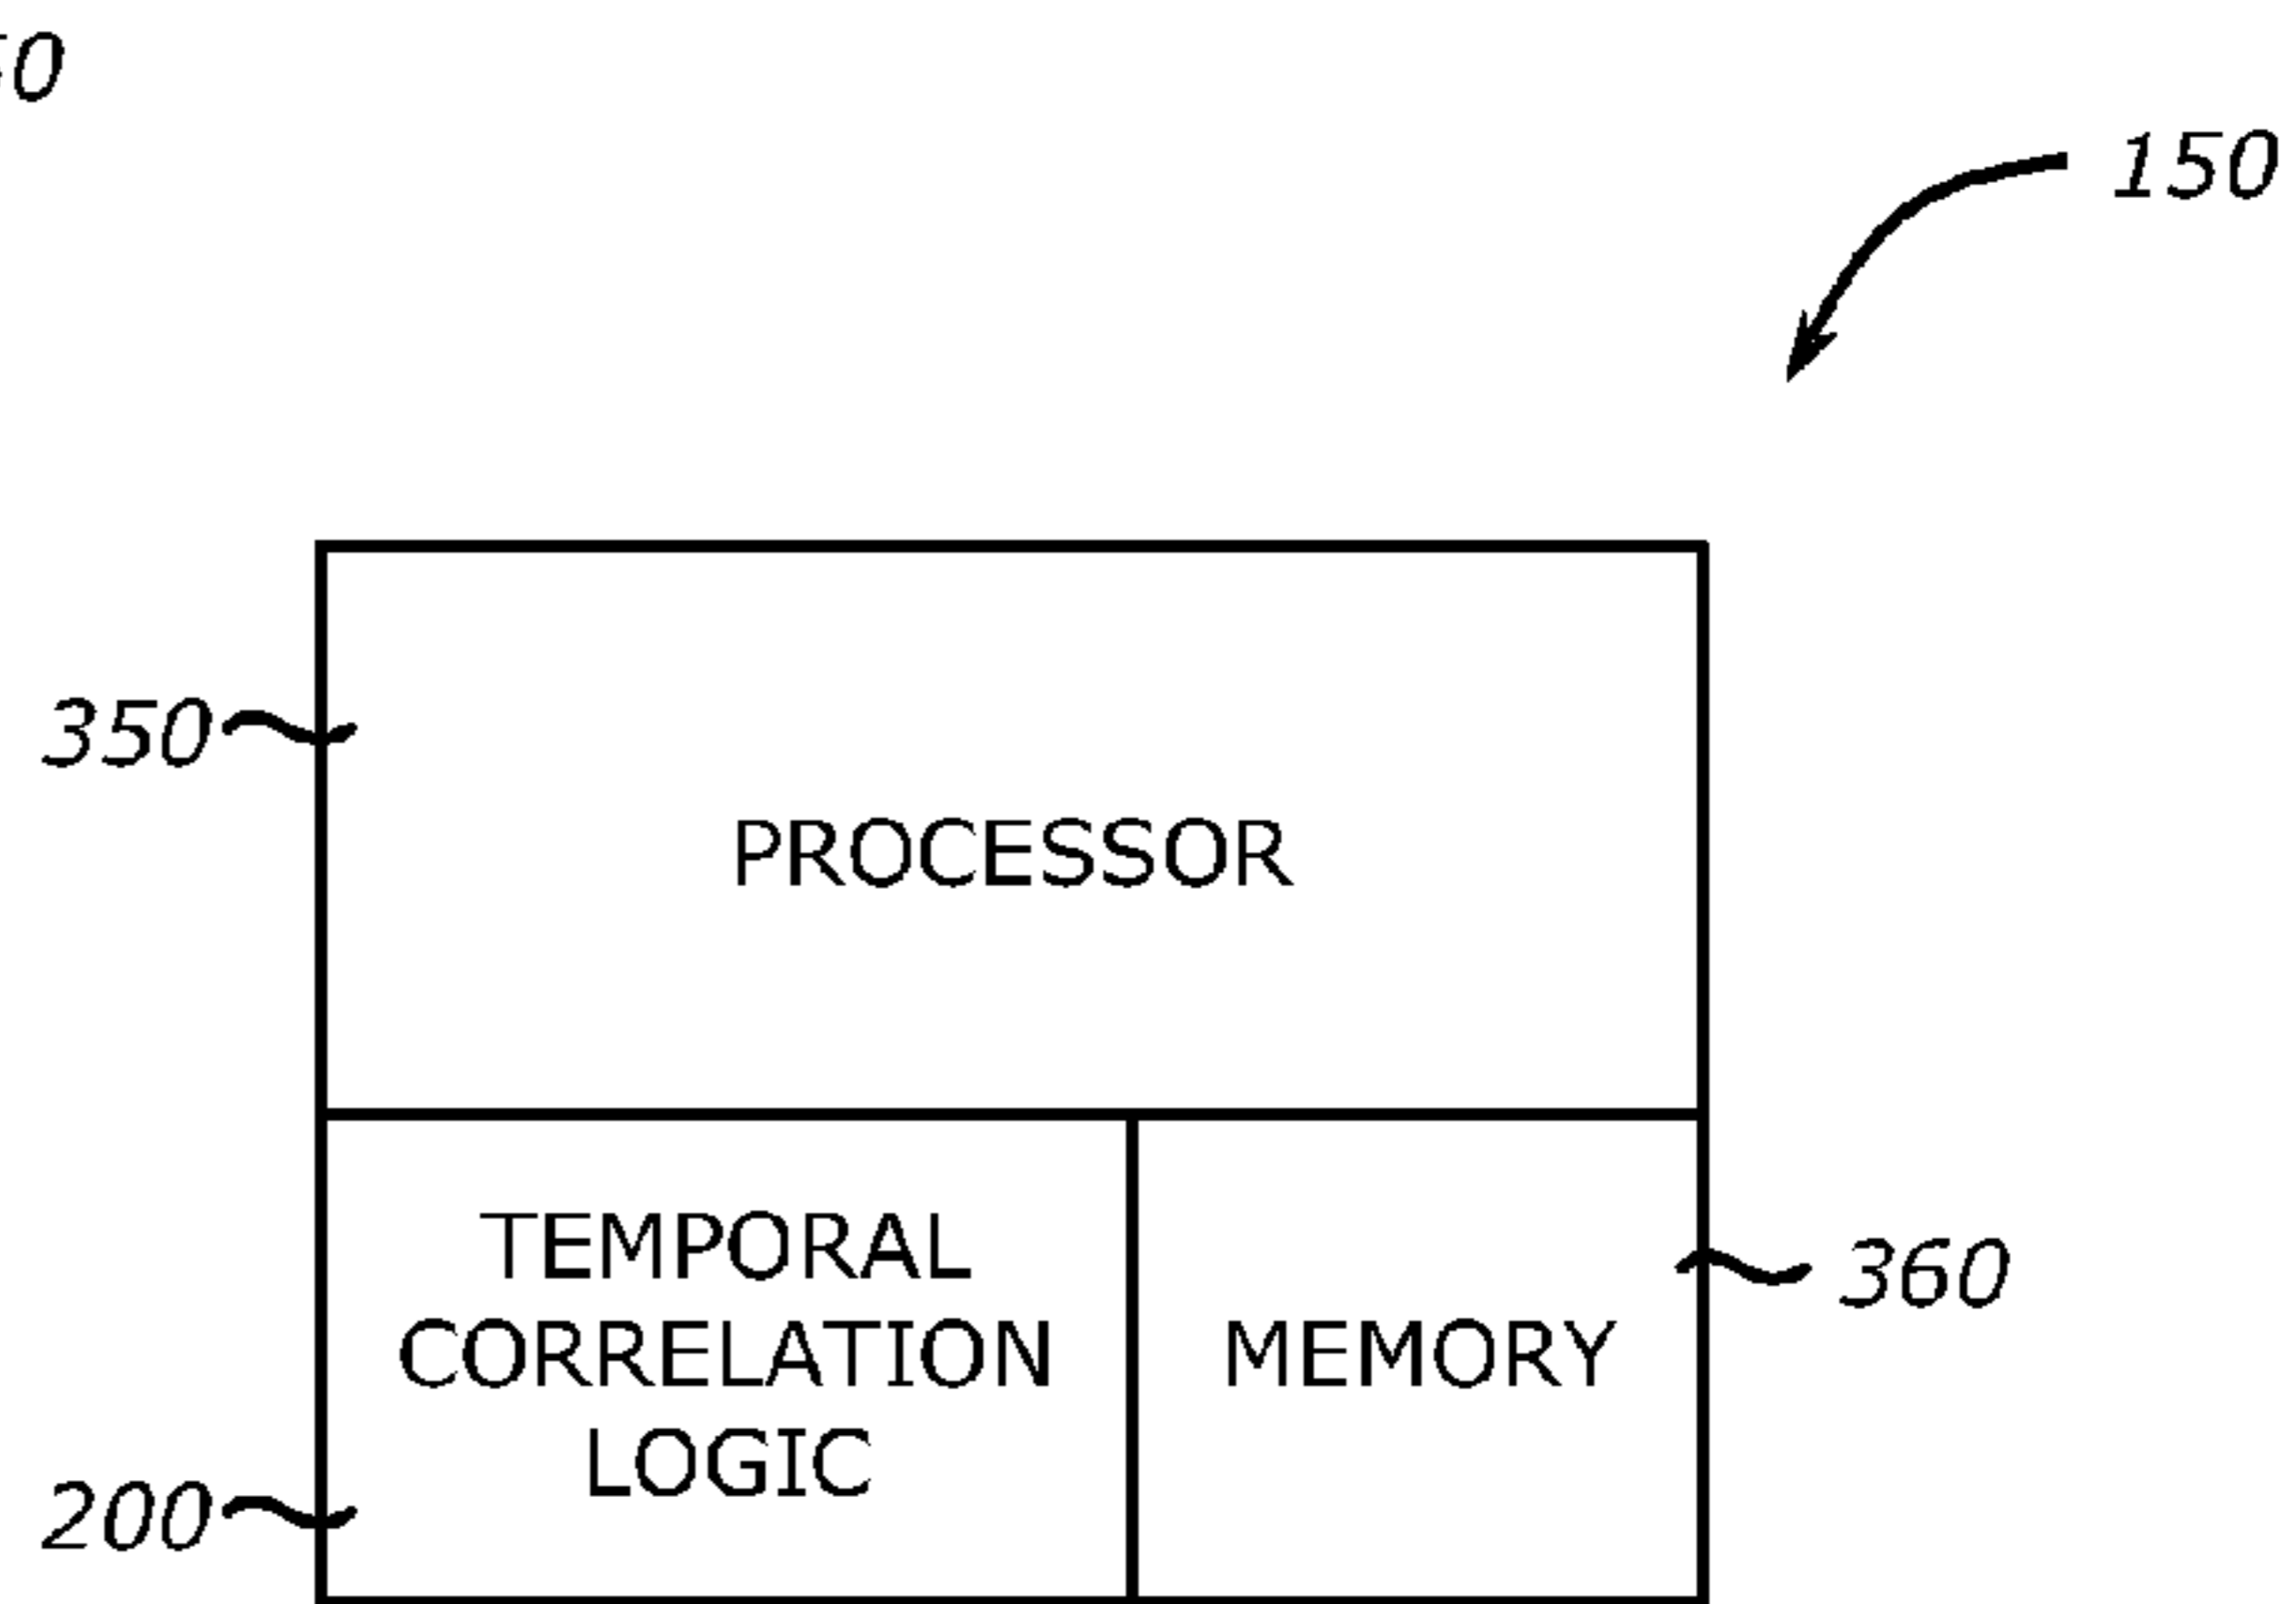 150
350
PROCESSOR
TEMPORAL
CORRELATION
LOGIC
MEMORY
360
200